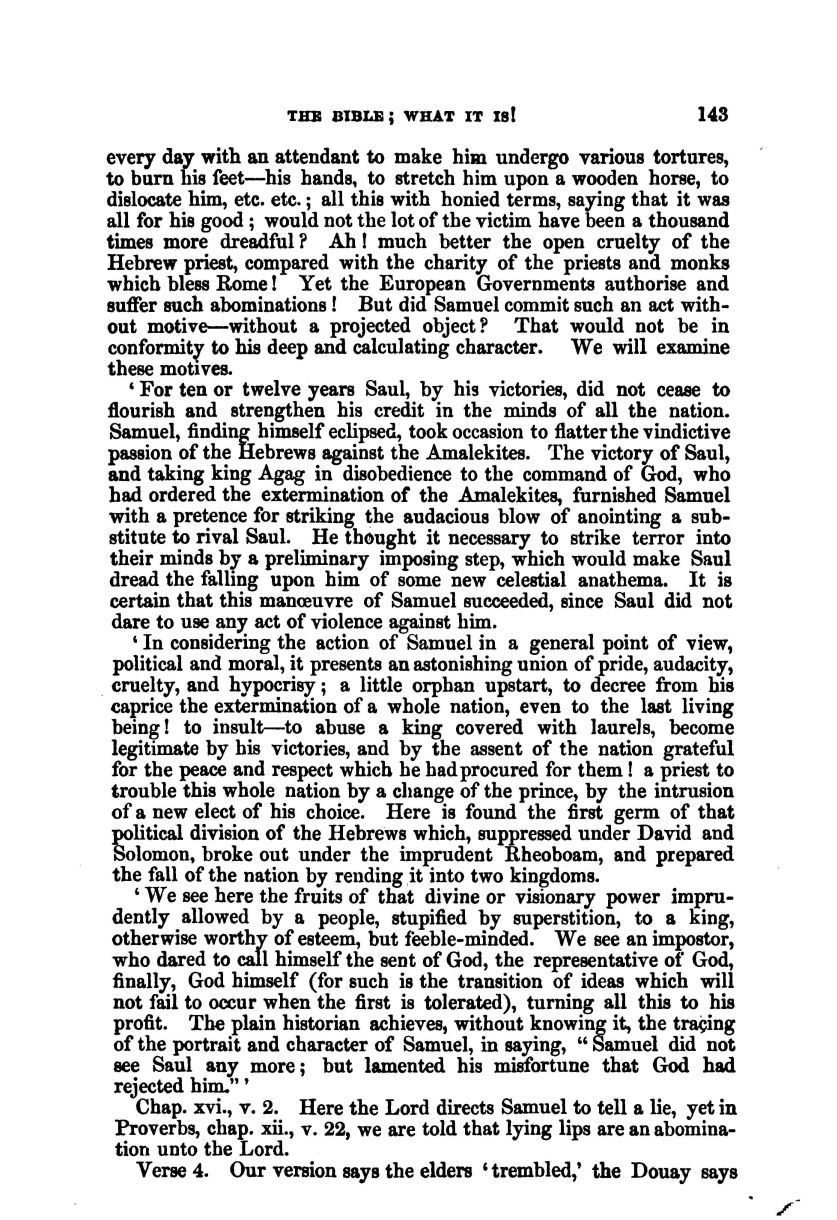 THE BIBLE; WHAT IT IS! 143
every day with an attendant to make him undergo various tortures,
to burn his feet—his hands, to stretch him upon a wooden horse, to
dislocate him, etc. etc.; all this with honied terms, saying that it was
all for his good; would not the lot of the victim have been a thousand
times more dreadful? Ah! much better the open cruelty of the
Hebrew priest, compared with the charity of the priests and monks
which bless Rome! Yet the European Governments authorise and
suffer such abominations! But did Samuel commit such an act with-
out motive—without a projected object? That would not be in
conformity to his deep and calculating character. We will examine
these motives.
‘For ten or twelve years Saul, by his victories, did not cease to
flourish and strengthen his credit in the minds of all the nation.
Samuel, finding himself eclipsed, took occasion to flatter the vindictive
passion of the Hebrews against the Amalekites. The victory of Saul,
and taking king Agag in disobedience to the command of God, who
had ordered the extermination of the Amalekites, furnished Samuel
with a pretence for striking the audacious blow of anointing a sub-
stitute to rival Saul. He thought it necessary to strike terror into
their minds by a preliminary imposing step, which would make Saul
dread the falling upon him of some new celestial anathema. It is
certain that this manœuvre of Samuel succeeded, since Saul did not
dare to use any act of violence against him.
‘In considering the action of Samuel in a general point of view,
political and moral, it presents an astonishing union of pride, audacity,
cruelty, and hypocrisy; a little orphan upstart, to decree from his
caprice the extermination of a whole nation, even to the last living
being! to insult—to abuse a king covered with laurels, become
legitimate by his victories, and by the assent of the nation grateful
for the peace and respect which he had procured for them! a priest to
trouble this whole nation by a change of the prince, by the intrusion
of a new elect of his choice. Here is found the first germ of that
political division of the Hebrews which, suppressed under David and
Solomon, broke out under the imprudent Rheoboam, and prepared
the fall of the nation by rending it into two kingdoms.
‘We see here the fruits of that divine or visionary power impru-
dently allowed by a people, stupified by superstition, to a king,
otherwise worthy of esteem, but feeble-minded. We see an impostor,
who dared to call himself the sent of God, the representative of God,
finally, God himself (for such is the transition of ideas which will
not fail to occur when the first is tolerated), turning all this to his
profit. The plain historian achieves, without knowing it, the traçing
of the portrait and character of Samuel, in saying, “Samuel did not
see Saul any more; but lamented his misfortune that God had
rejected him.”’
Chap. xvi., v. 2. Here the Lord directs Samuel to tell a lie, yet in
Proverbs, chap. xii., v. 22, we are told that lying lips are an abomina-
tion unto the Lord.
Verse 4. Our version says the elders ‘trembled,’ the Douay says